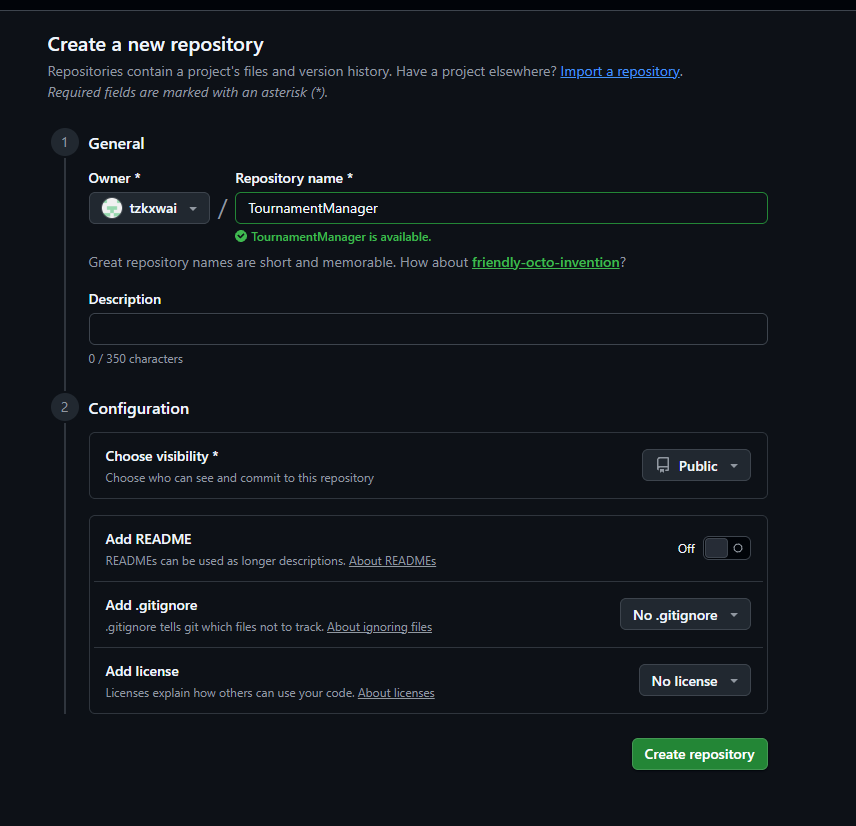 Create a new repository
Repositories contain a project's files and version history. Have a project elsewhere? Import a repository.
Required fields are marked with an asterisk (*).
1
General
Owner *
Repository name *
tzkxwai
/
TournamentManager
TournamentManager is available.
Great repository names are short and memorable. How about friendly-octo-invention?
Description
0 / 350 characters
2
Configuration
Choose visibility *
Choose who can see and commit to this repository
Public
Add README
READMEs can be used as longer descriptions. About READMEs
Off
Add .gitignore
.gitignore tells git which files not to track. About ignoring files
No .gitignore
Add license
Licenses explain how others can use your code. About licenses
No license
Create repository